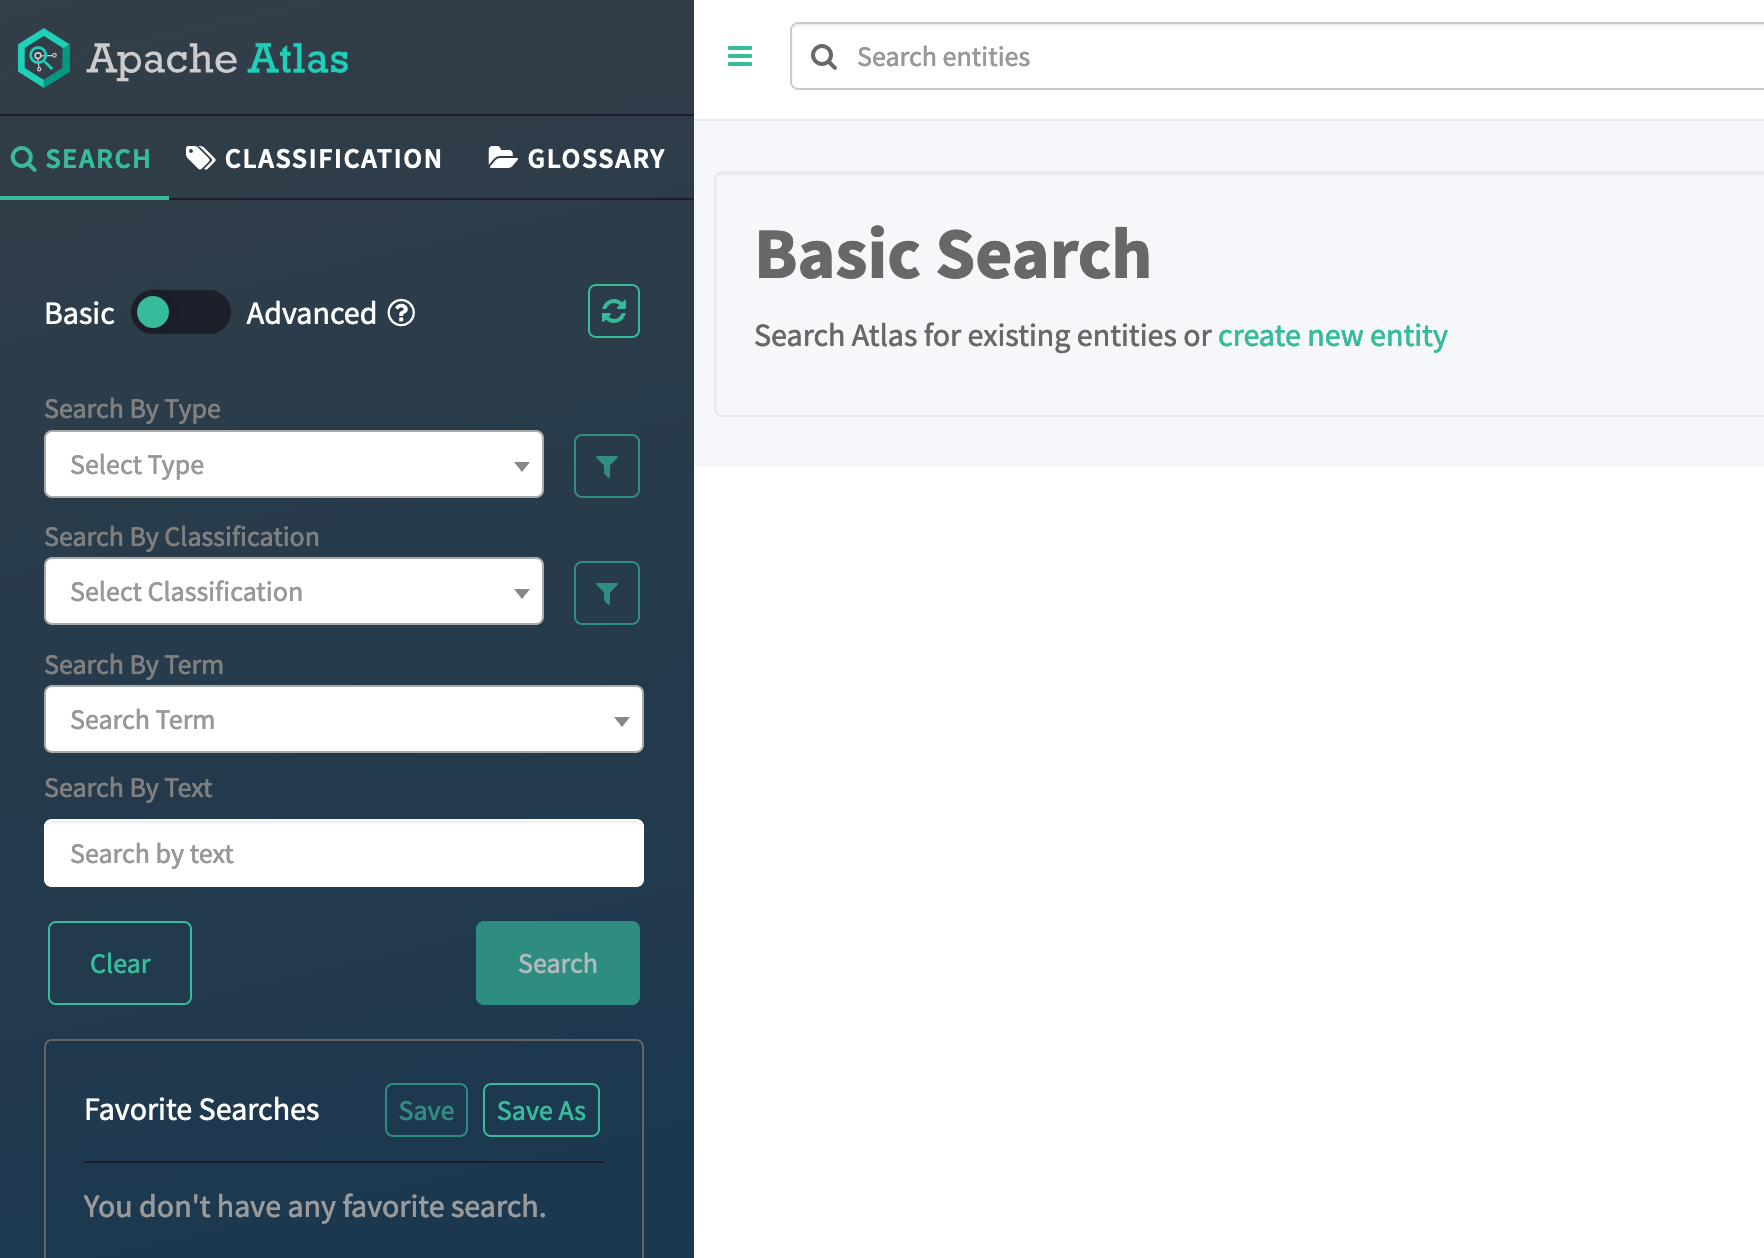 Apache Atlas
SEARCH CLASSIFICATION GLOSSARY
Basic Advanced
Search By Type
Select Type
Search By Classification
Select Classification
Search By Term
Search Term
Search By Text
Search by text
Clear Search
Favorite Searches Save Save As
You don't have any favorite search.
Search entities
Basic Search
Search Atlas for existing entities or create new entity